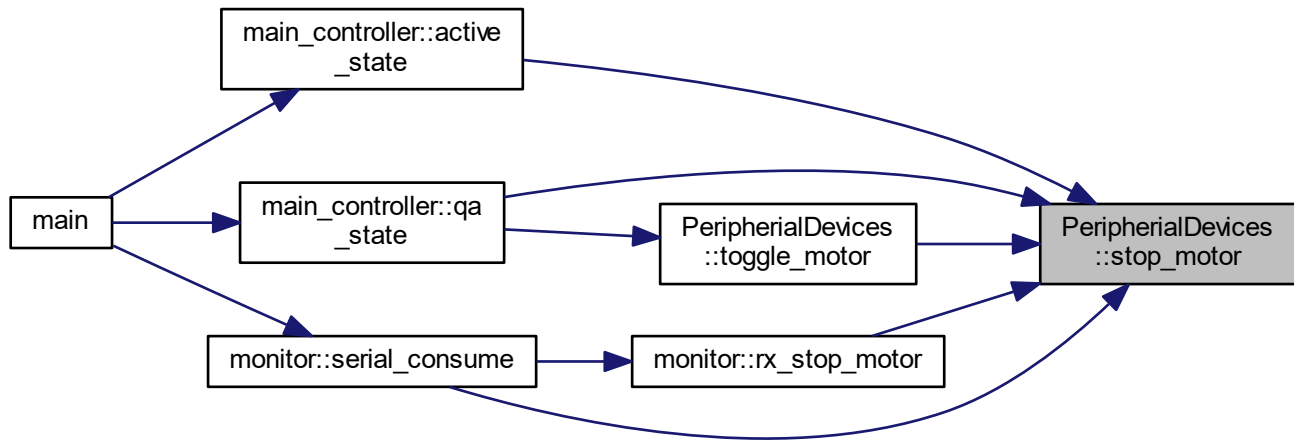 main_controller::active
_state
main
main_controller::qa
_state
PeripherialDevices
::toggle_motor
PeripherialDevices
::stop_motor
monitor::serial_consume
monitor::rx_stop_motor